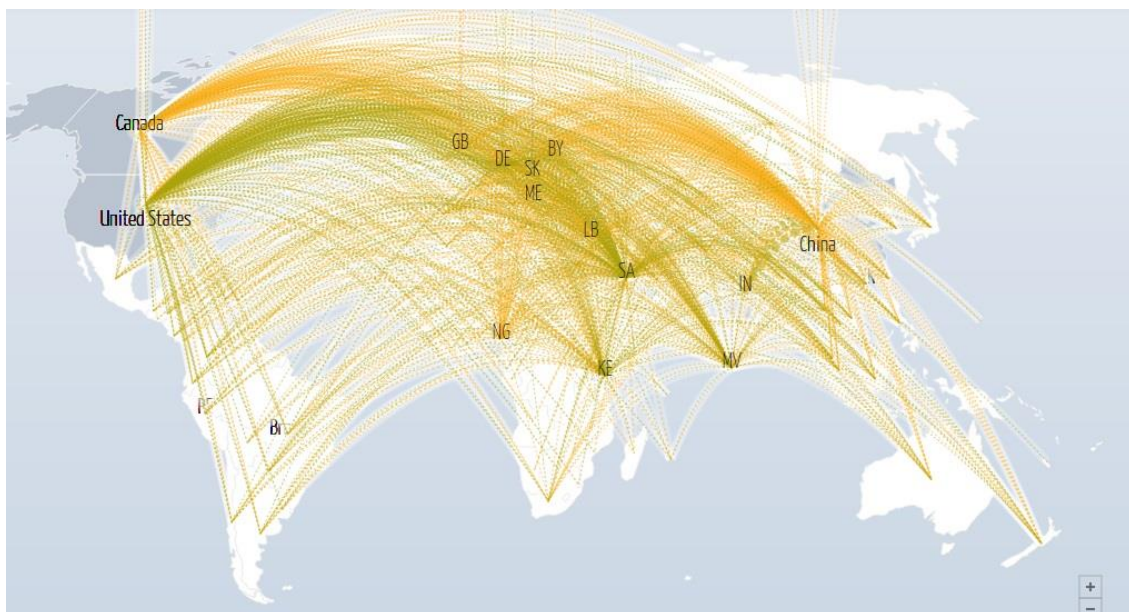 Canada
GB
BY
DE
SK
ME
United States
LB
China
SA
IN
NG
MV
KE
+
−